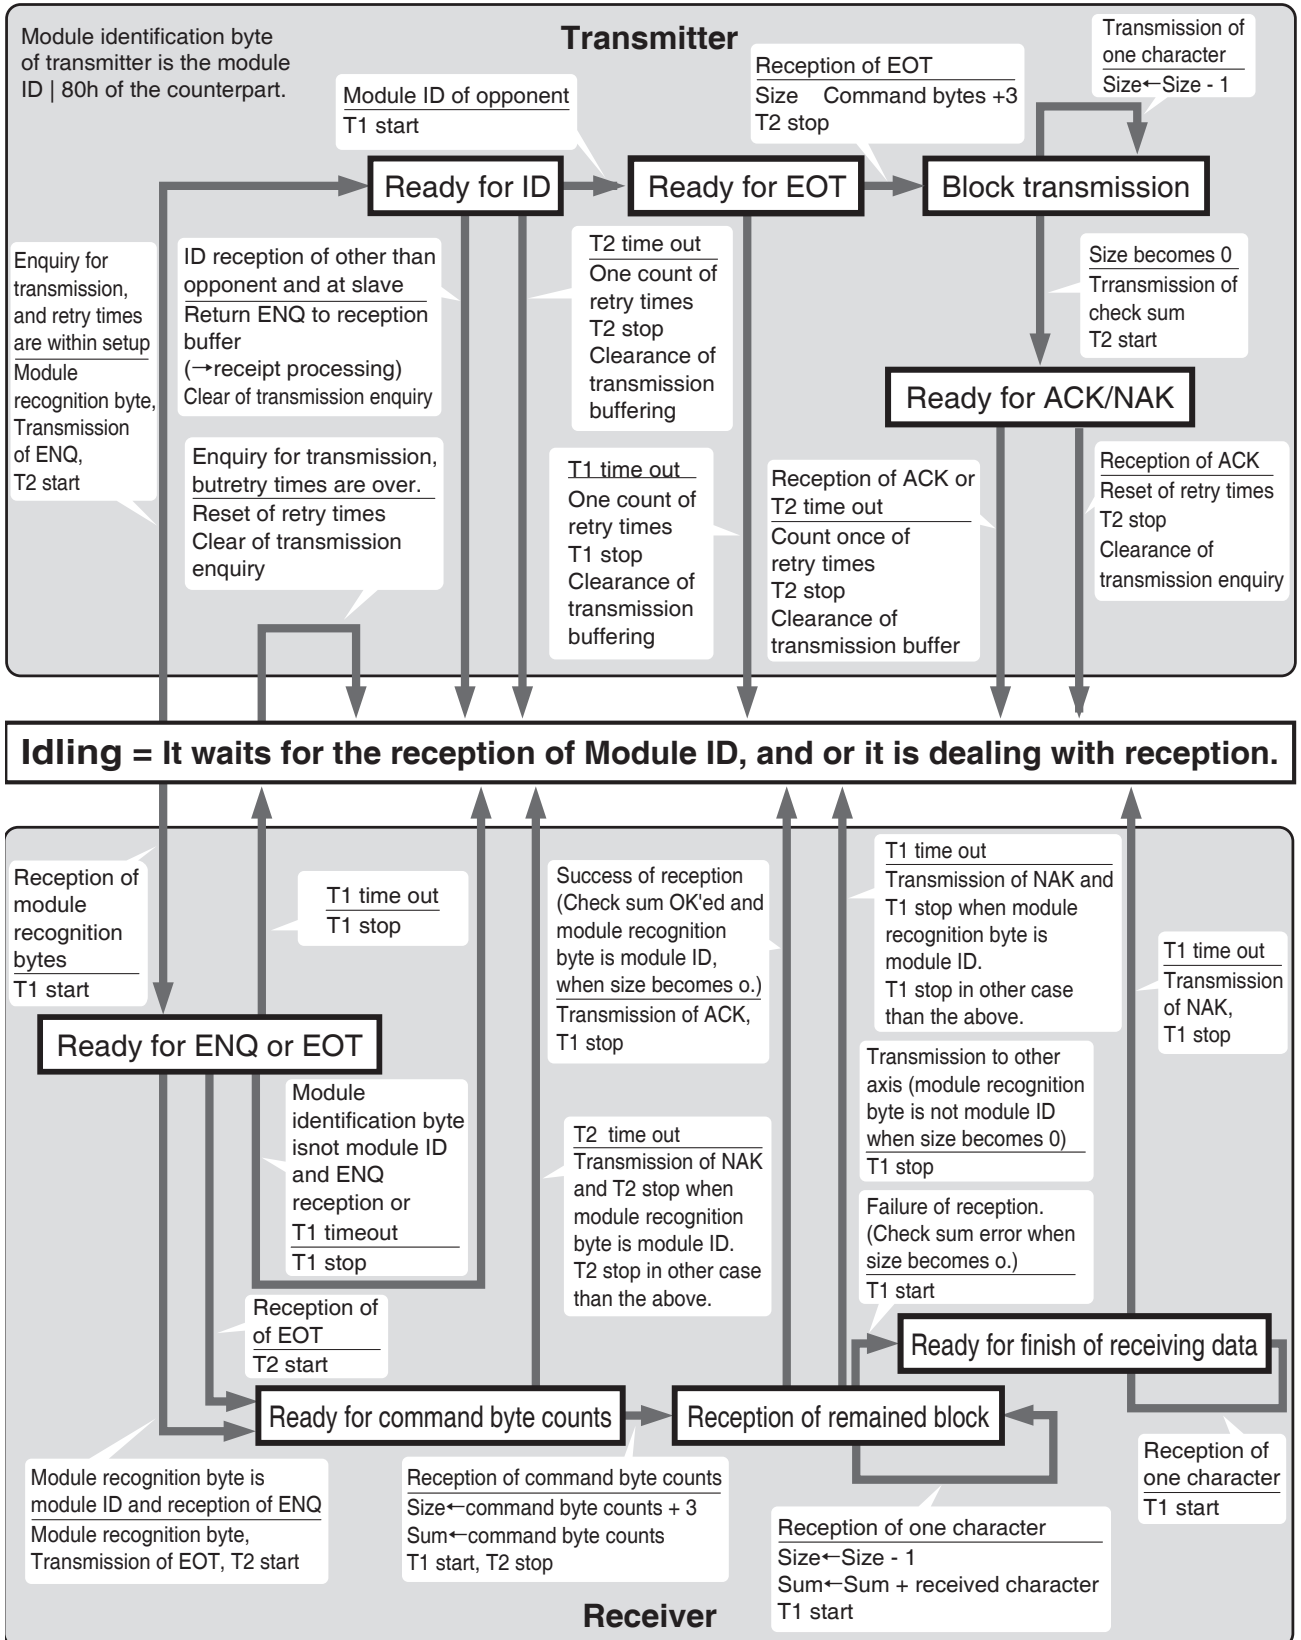 Module identification byte
of transmitter is the module
ID | 80h of the counterpart.
Transmitter
Module ID of opponent
T1 start
Reception of EOT
Size Command bytes +3
T2 stop
Transmission of
one character
Size←Size - 1
Ready for ID
Ready for EOT
Block transmission
Enquiry for
transmission,
and retry times
are within setup
Module
recognition byte,
Transmission
of ENQ,
T2 start
ID reception of other than
opponent and at slave
Return ENQ to reception
buffer
(→receipt processing)
Clear of transmission enquiry
T2 time out
One count of
retry times
T2 stop
Clearance of
transmission
buffering
Size becomes 0
Trransmission of
check sum
T2 start
Ready for ACK/NAK
Enquiry for transmission,
butretry times are over.
Reset of retry times
Clear of transmission
enquiry
T1 time out
One count of
retry times
T1 stop
Clearance of
transmission
buffering
Reception of ACK or
T2 time out
Count once of
retry times
T2 stop
Clearance of
transmission buffer
Reception of ACK
Reset of retry times
T2 stop
Clearance of
transmission enquiry
Idling = It waits for the reception of Module ID, and or it is dealing with reception.
Reception of
module
recognition
bytes
T1 start
T1 time out
T1 stop
Success of reception
(Check sum OK'ed and
module recognition
byte is module ID,
when size becomes o.)
Transmission of ACK,
T1 stop
T1 time out
Transmission of NAK and
T1 stop when module
recognition byte is
module ID.
T1 stop in other case
than the above.
T1 time out
Transmission
of NAK,
T1 stop
Ready for ENQ or EOT
Module
identification byte
isnot module ID
and ENQ
reception or
T1 timeout
T1 stop
T2 time out
Transmission of NAK
and T2 stop when
module recognition
byte is module ID.
T2 stop in other case
than the above.
Transmission to other
axis (module recognition
byte is not module ID
when size becomes 0)
T1 stop
Failure of reception.
(Check sum error when
size becomes o.)
T1 start
Reception of
of EOT
T2 start
Ready for finish of receiving data
Ready for command byte counts
Reception of remained block
Module recognition byte is
module ID and reception of ENQ
Module recognition byte,
Transmission of EOT, T2 start
Reception of command byte counts
Size←command byte counts + 3
Sum←command byte counts
T1 start, T2 stop
Reception of one character
Size←Size - 1
Sum←Sum + received character
T1 start
Reception of
one character
T1 start
Receiver